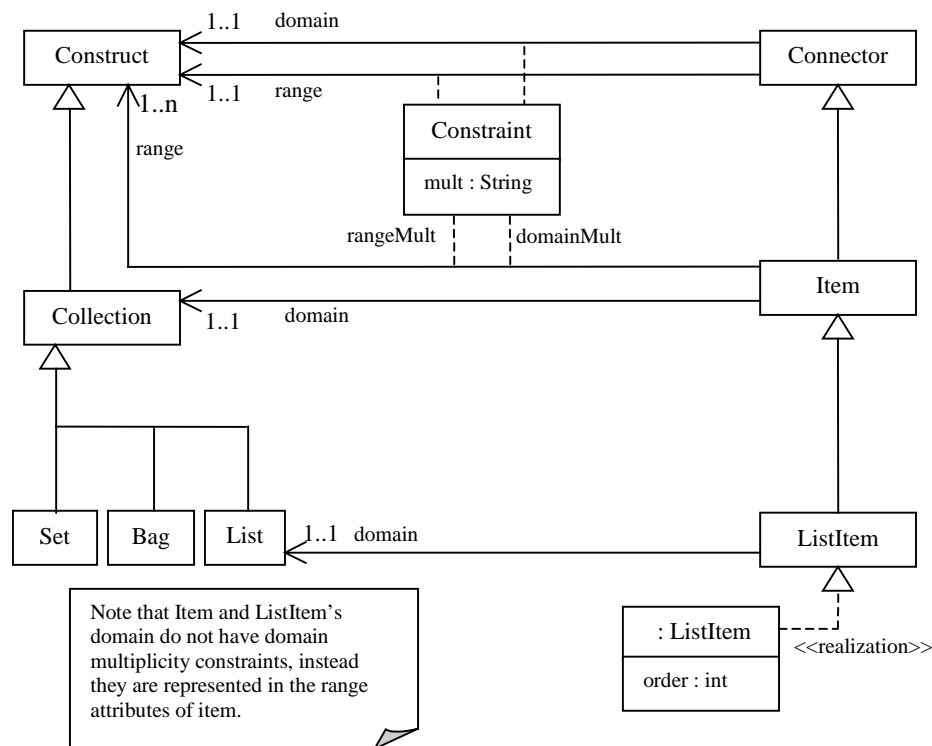 1..1 domain
Construct
Connector
1..1 range
1..n
range
Constraint
mult : String
rangeMult
domainMult
Item
Collection
1..1 domain
Set
Bag
List
1..1 domain
ListItem
Note that Item and ListItem’s
domain do not have domain
multiplicity constraints, instead
they are represented in the range
attributes of item.
: ListItem
<<realization>>
order : int